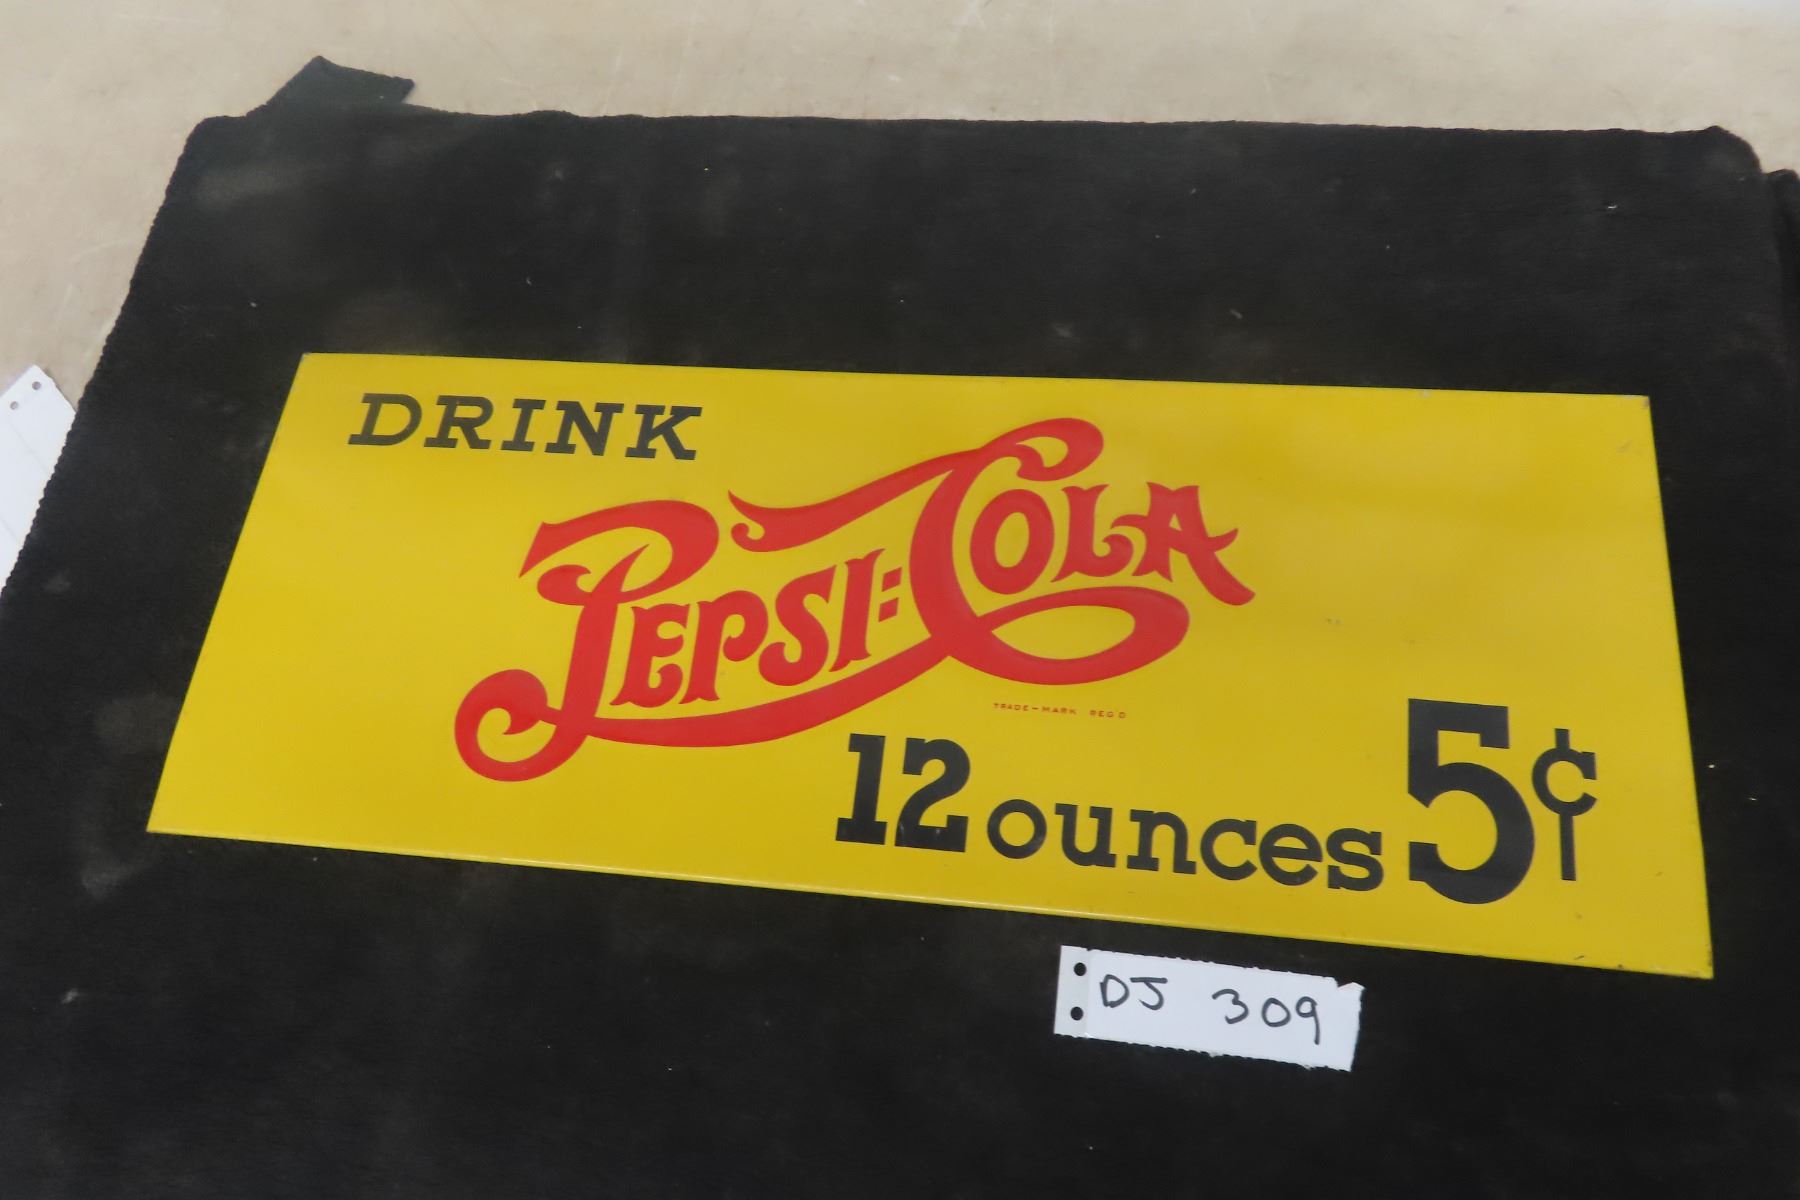 DRINK
PEPSI=COLA
TRADE-MARK REG'D
12 ounces 5¢
DJ 309